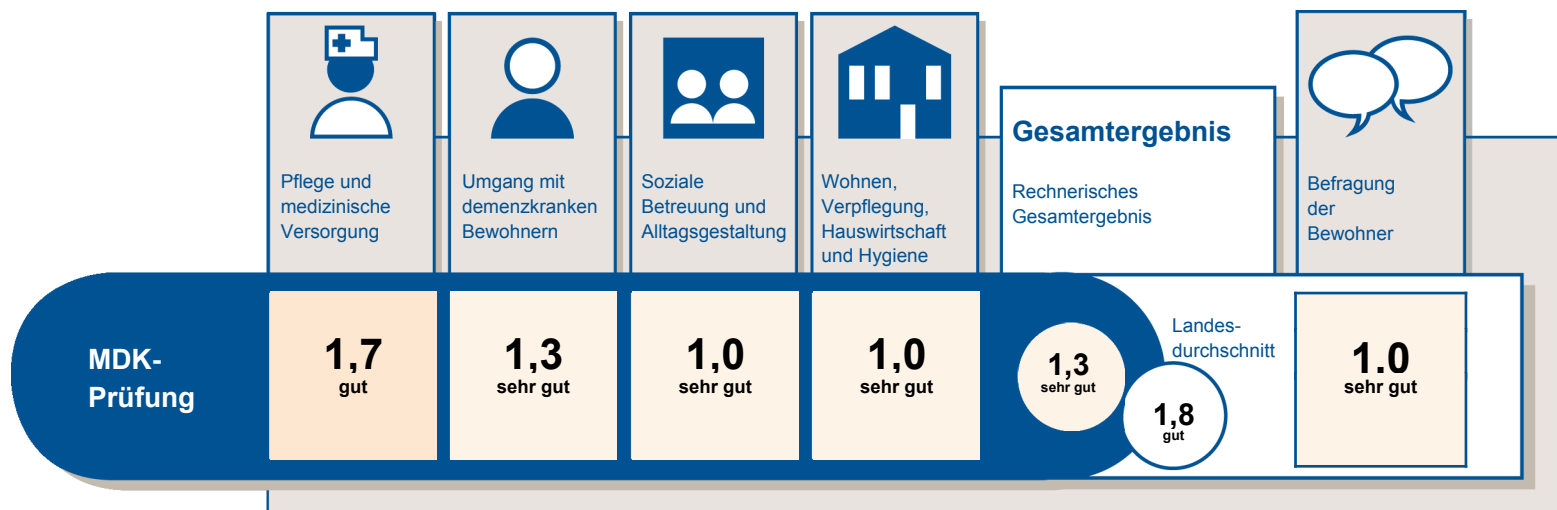 Pflege und
medizinische
Versorgung
Umgang mit
demenzkranken
Bewohnern
Soziale
Betreuung und
Alltagsgestaltung
Wohnen,
Verpflegung,
Hauswirtschaft
und Hygiene
Gesamtergebnis
Rechnerisches
Gesamtergebnis
Befragung
der
Bewohner
MDK-
Prüfung
1,7
gut
1,3
sehr gut
1,0
sehr gut
1,0
sehr gut
1,3
sehr gut
Landes-
durchschnitt
1,8
gut
1.0
sehr gut